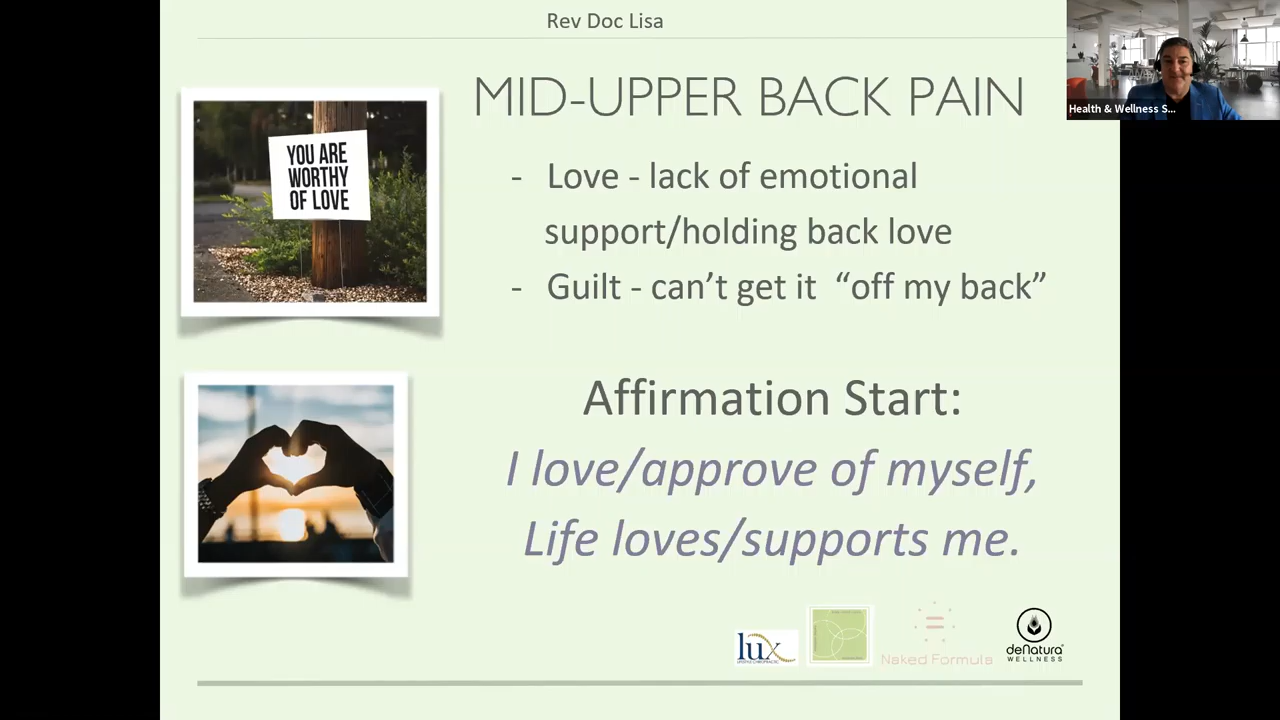 Rev Doc Lisa
Health & Wellness S...
MID-UPPER BACK PAIN
YOU ARE
WORTHY
OF LOVE
- Love - lack of emotional
support/holding back love
- Guilt - can’t get it “off my back”
Affirmation Start:
I love/approve of myself,
Life loves/supports me.
lux
LIFESTYLE CHIROPRACTIC
Naked Formula
deNatura
WELLNESS